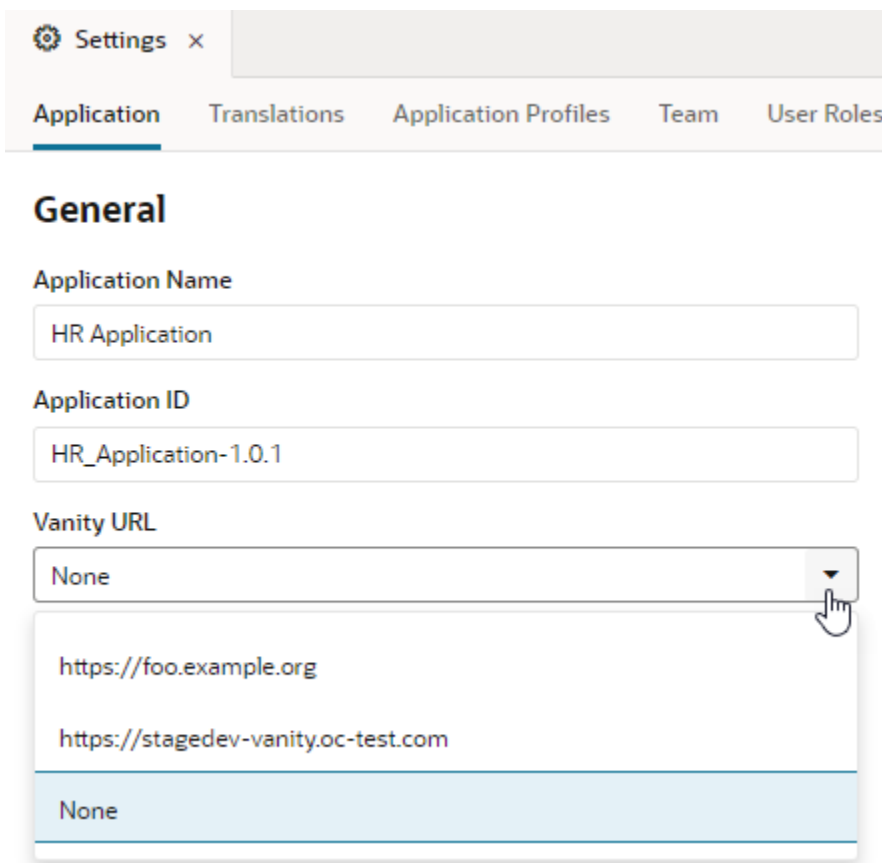 Settings ×
Application Translations Application Profiles Team User Roles
General
Application Name
HR Application
Application ID
HR_Application-1.0.1
Vanity URL
None
https://foo.example.org
https://stagedev-vanity.oc-test.com
None